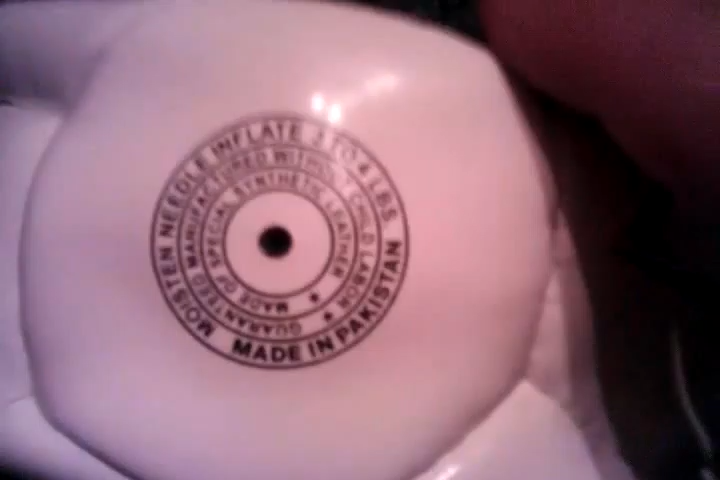 MOISTEN NEEDLE INFLATE 3 TO 4 LBS.
MADE IN PAKISTAN
GUARANTEED MANUFACTURED WITHOUT CHILD LABOR
MADE OF SPECIAL SYNTHETIC LEATHER